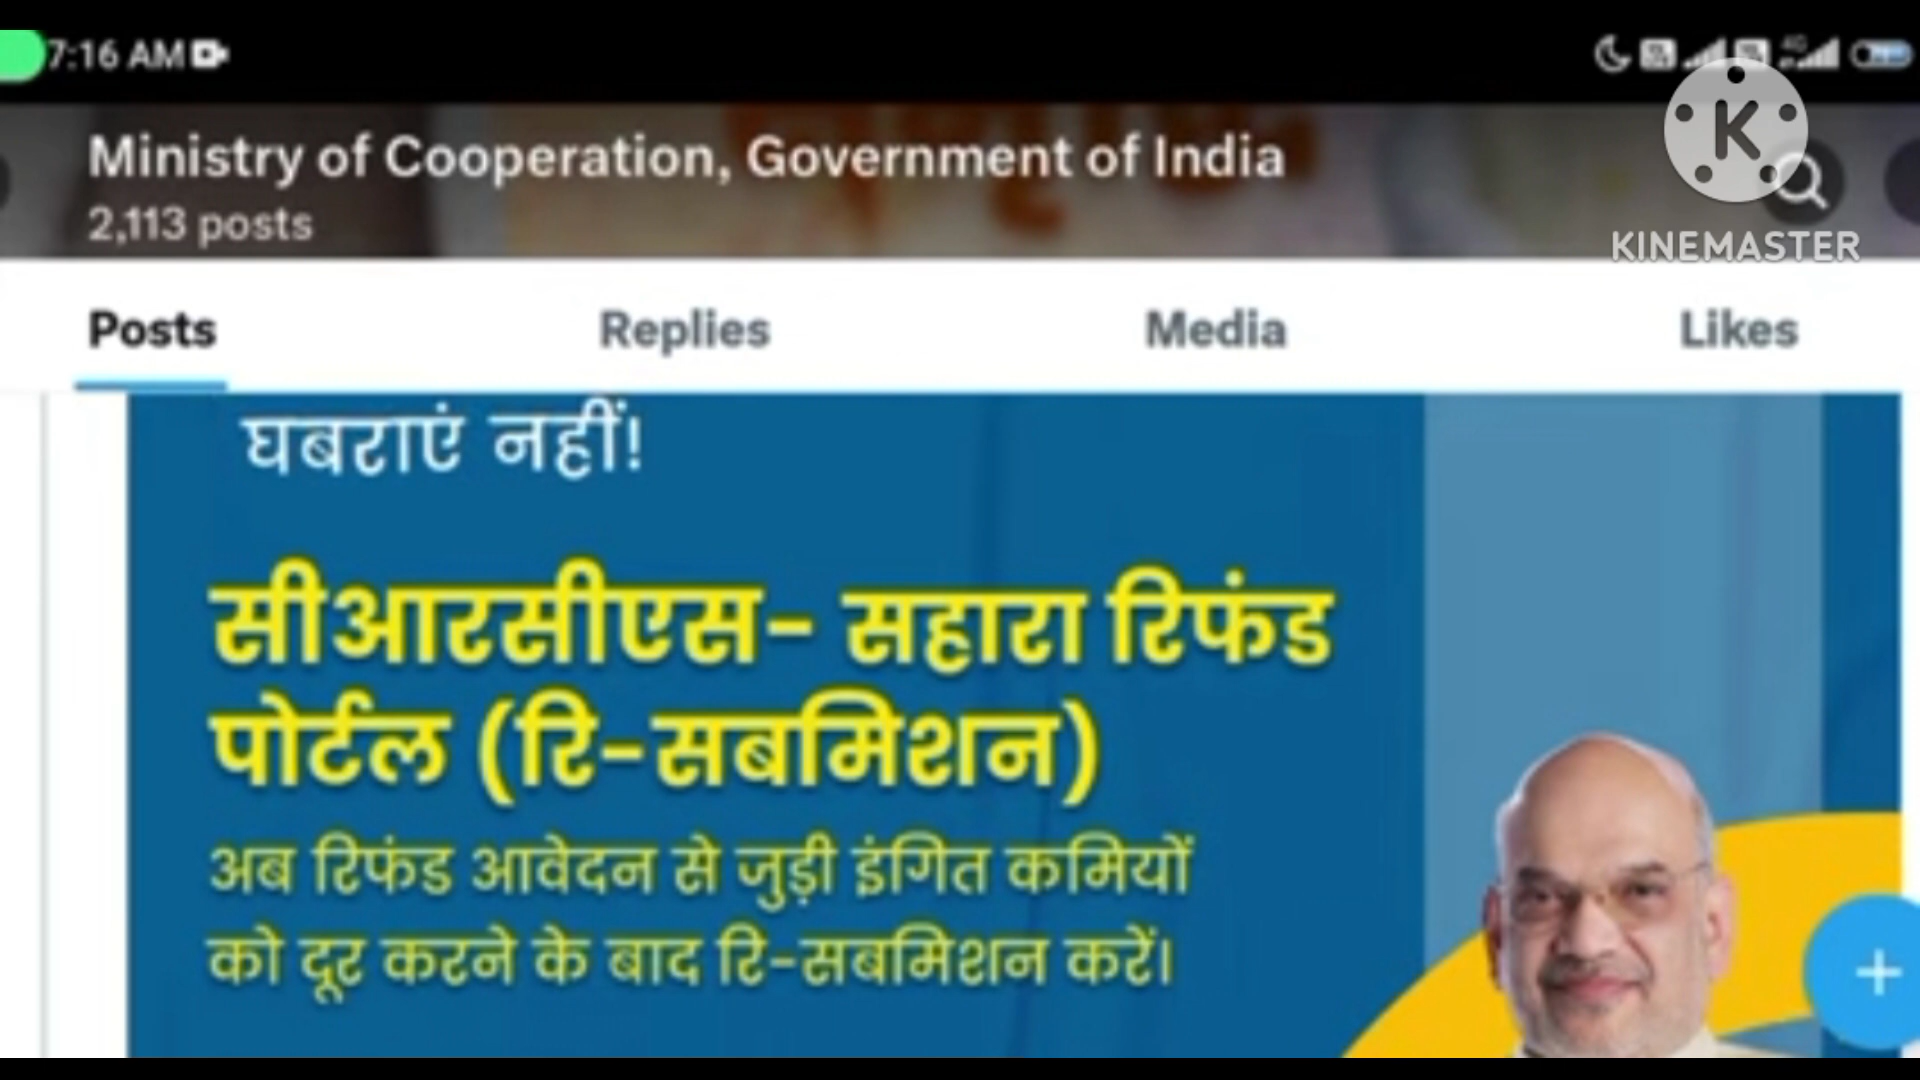 7:16 AM
4G
Ministry of Cooperation, Government of India
2,113 posts
K
KINEMASTER
Posts Replies Media Likes
घबराएं नहीं!
सीआरसीएस- सहारा रिफंड
पोर्टल (रि-सबमिशन)
अब रिफंड आवेदन से जुड़ी इंगित कमियों
को दूर करने के बाद रि-सबमिशन करें।